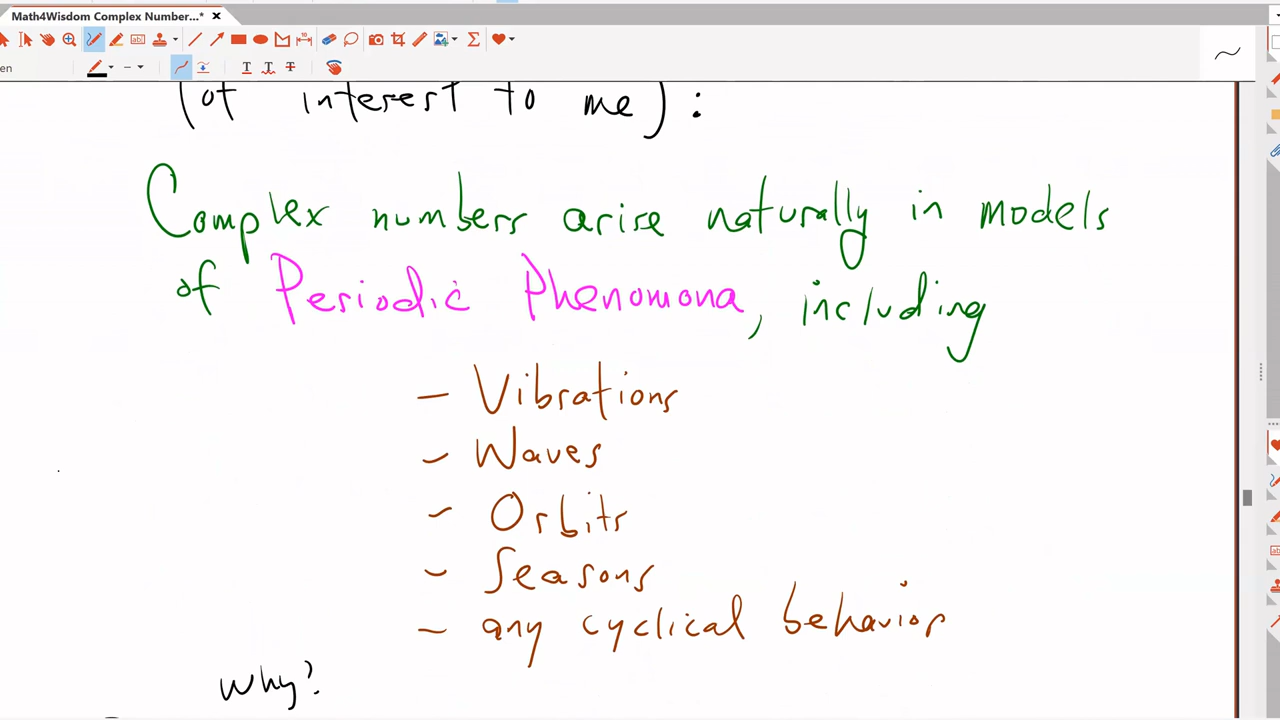 Math4Wisdom Complex Number...* ×
en
(of interest to me):
Complex numbers arise naturally in models
of Periodic Phenomona, including
- Vibrations
- Waves
- Orbits
- Seasons
- any cyclical behavior
Why?